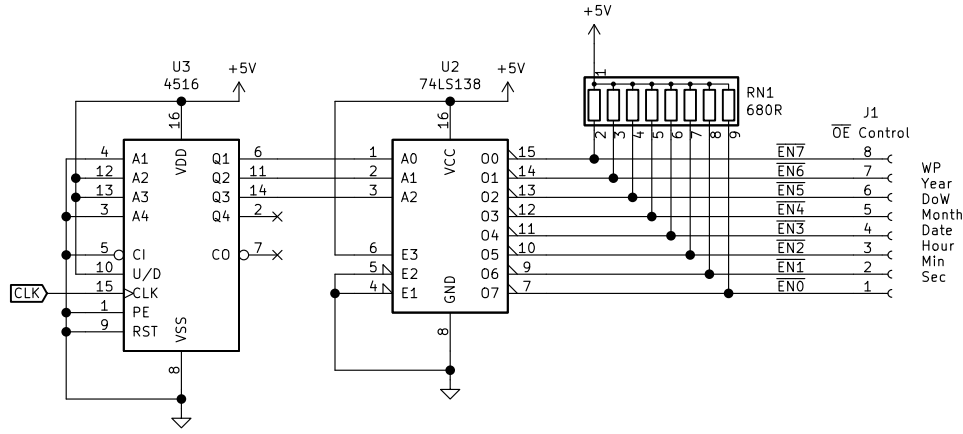 +5V
U3
4516
+5V
U2
74LS138
+5V
1
RN1
680R
2
3
4
5
6
7
8
9
J1
OE Control
16
VDD
16
VCC
4
A1
Q1
6
1
A0
O0
15
EN7
8
12
A2
Q2
11
2
A1
O1
14
EN6
7
WP
13
A3
Q3
14
3
A2
O2
13
EN5
6
Year
3
A4
Q4
2
O3
12
EN4
5
DoW
O4
11
EN3
4
Month
5
CI
CO
7
6
E3
O5
10
EN2
3
Date
10
U/D
5
E2
O6
9
EN1
2
Hour
CLK
15
CLK
4
E1
O7
7
EN0
1
Min
Sec
1
PE
9
RST
VSS
8
GND
8